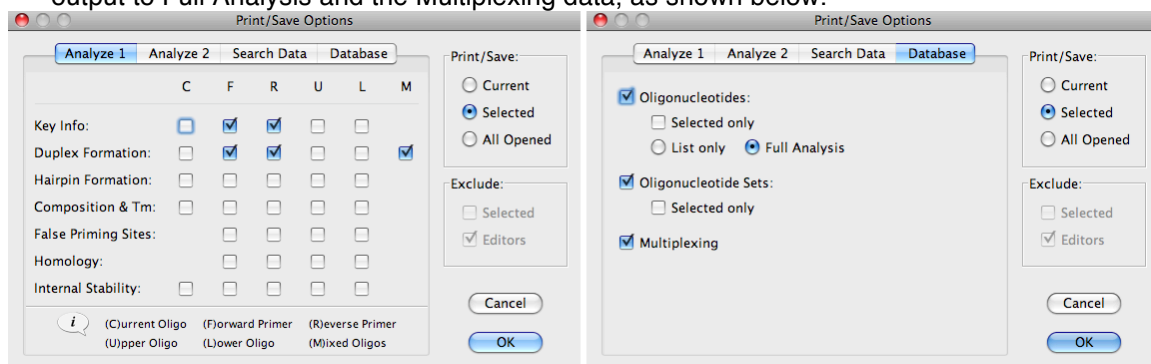 output to Full Analysis and the Multiplexing data, as shown below.
Print/Save Options
Analyze 1 Analyze 2 Search Data Database
C F R U L M
Key Info:
Duplex Formation:
Hairpin Formation:
Composition & Tm:
False Priming Sites:
Homology:
Internal Stability:
i
(C)urrent Oligo (F)orward Primer (R)everse Primer
(U)pper Oligo (L)ower Oligo (M)ixed Oligos
Print/Save:
Current
Selected
All Opened
Exclude:
Selected
Editors
Cancel
OK
Print/Save Options
Analyze 1 Analyze 2 Search Data Database
Oligonucleotides:
Selected only
List only Full Analysis
Oligonucleotide Sets:
Selected only
Multiplexing
Print/Save:
Current
Selected
All Opened
Exclude:
Selected
Editors
Cancel
OK